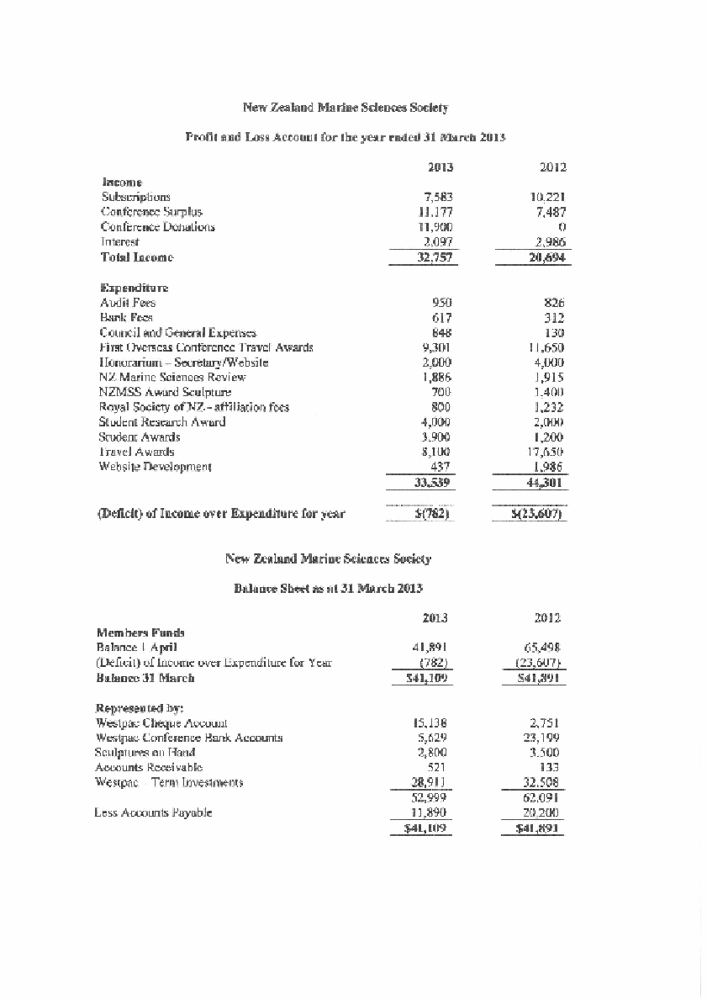 New Zealand Marine Sciences Society
Profit and Loss Account for the year ended 31 March 2013
2013 2012
Income
Subscriptions 7,583 10,221
Conference Surplus 11,177 7,487
Conference Donations 11,900 0
Interest 2,097 2,986
Total Income 32,757 20,694
Expenditure
Audit Fees 950 826
Bank Fees 617 312
Council and General Expenses 848 130
First Overseas Conference Travel Awards 9,301 11,650
Honorarium – Secretary/Website 2,000 4,000
NZ Marine Sciences Review 1,886 1,915
NZMSS Award Sculpture 700 1,400
Royal Society of NZ - affiliation fees 800 1,232
Student Research Award 4,000 2,000
Student Awards 3,900 1,200
Travel Awards 8,100 17,650
Website Development 437 1,986
33,539 44,301
(Deficit) of Income over Expenditure for year $(782) $(23,607)
New Zealand Marine Sciences Society
Balance Sheet as at 31 March 2013
2013 2012
Members Funds
Balance 1 April 41,891 65,498
(Deficit) of Income over Expenditure for Year (782) (23,607)
Balance 31 March $41,109 $41,891
Represented by:
Westpac Cheque Account 15,138 2,751
Westpac Conference Bank Accounts 5,629 23,199
Sculptures on Hand 2,800 3,500
Accounts Receivable 521 133
Westpac – Term Investments 28,911 32,508
52,999 62,091
Less Accounts Payable 11,890 20,200
$41,109 $41,891